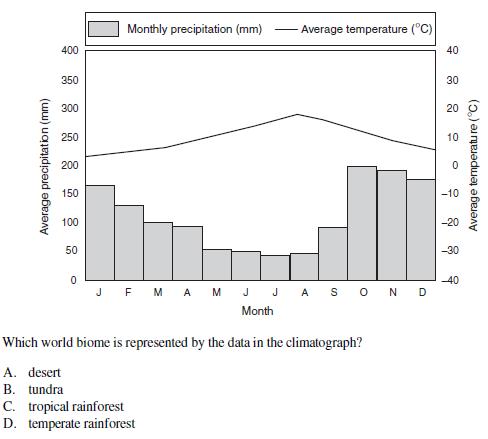 Monthly precipitation (mm) Average temperature (°C)
400 40
350 30
300 20
250 10
200 0
150 –10
100 –20
50 –30
0 –40
Average precipitation (mm)
Average temperature (°C)
J F M A M J J A S O N D
Month
Which world biome is represented by the data in the climatograph?
A. desert
B. tundra
C. tropical rainforest
D. temperate rainforest